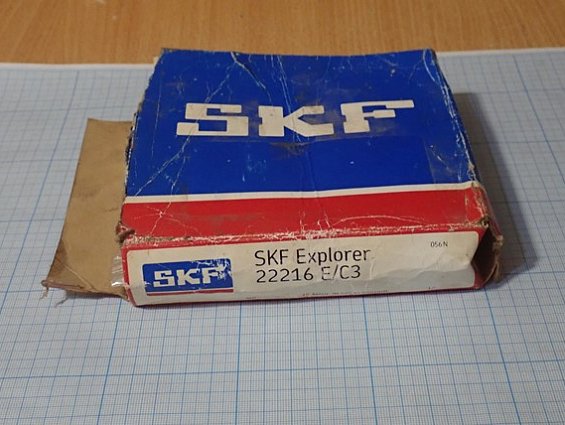 SKF
SKF
SKF Explorer
22216 E/C3
056N